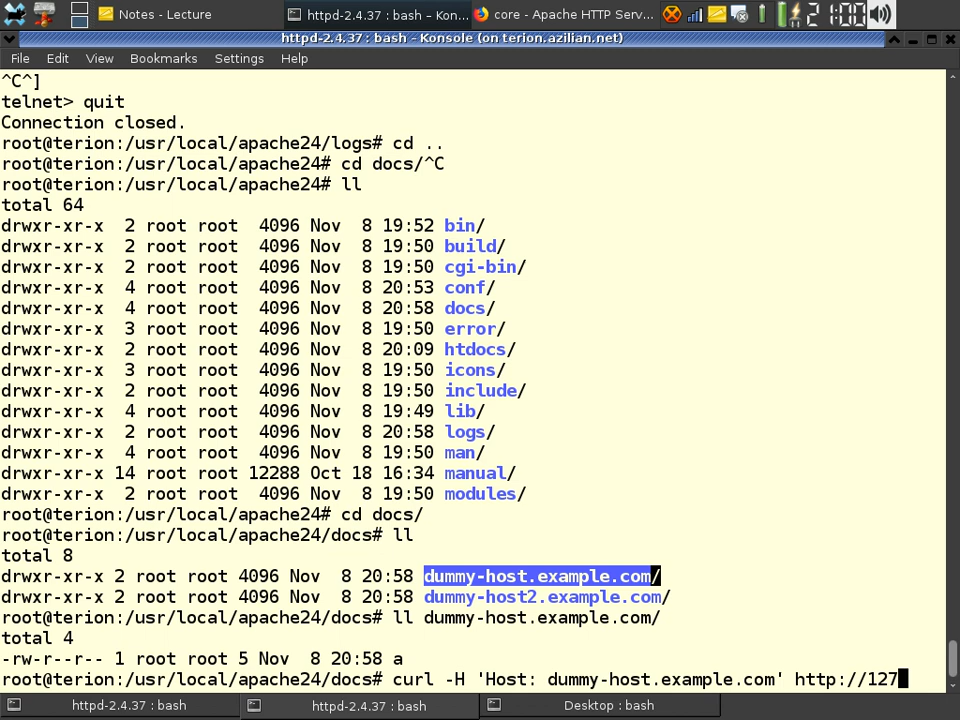 Notes - Lecture
httpd-2.4.37 : bash – Kon...
core - Apache HTTP Serv...
2 1:00
httpd-2.4.37 : bash – Konsole (on terion.azilian.net)
File Edit View Bookmarks Settings Help
^C^]
telnet> quit
Connection closed.
root@terion:/usr/local/apache24/logs# cd ..
root@terion:/usr/local/apache24# cd docs/^C
root@terion:/usr/local/apache24# ll
total 64
drwxr-xr-x  2 root root  4096 Nov  8 19:52 bin/
drwxr-xr-x  2 root root  4096 Nov  8 19:50 build/
drwxr-xr-x  2 root root  4096 Nov  8 19:50 cgi-bin/
drwxr-xr-x  4 root root  4096 Nov  8 20:53 conf/
drwxr-xr-x  4 root root  4096 Nov  8 20:58 docs/
drwxr-xr-x  3 root root  4096 Nov  8 19:50 error/
drwxr-xr-x  2 root root  4096 Nov  8 20:09 htdocs/
drwxr-xr-x  3 root root  4096 Nov  8 19:50 icons/
drwxr-xr-x  2 root root  4096 Nov  8 19:50 include/
drwxr-xr-x  4 root root  4096 Nov  8 19:49 lib/
drwxr-xr-x  2 root root  4096 Nov  8 20:58 logs/
drwxr-xr-x  4 root root  4096 Nov  8 19:50 man/
drwxr-xr-x 14 root root 12288 Oct 18 16:34 manual/
drwxr-xr-x  2 root root  4096 Nov  8 19:50 modules/
root@terion:/usr/local/apache24# cd docs/
root@terion:/usr/local/apache24/docs# ll
total 8
drwxr-xr-x 2 root root 4096 Nov  8 20:58 dummy-host.example.com/
drwxr-xr-x 2 root root 4096 Nov  8 20:58 dummy-host2.example.com/
root@terion:/usr/local/apache24/docs# ll dummy-host.example.com/
total 4
-rw-r--r-- 1 root root 5 Nov  8 20:58 a
root@terion:/usr/local/apache24/docs# curl -H 'Host: dummy-host.example.com' http://127
httpd-2.4.37 : bash
httpd-2.4.37 : bash
Desktop : bash